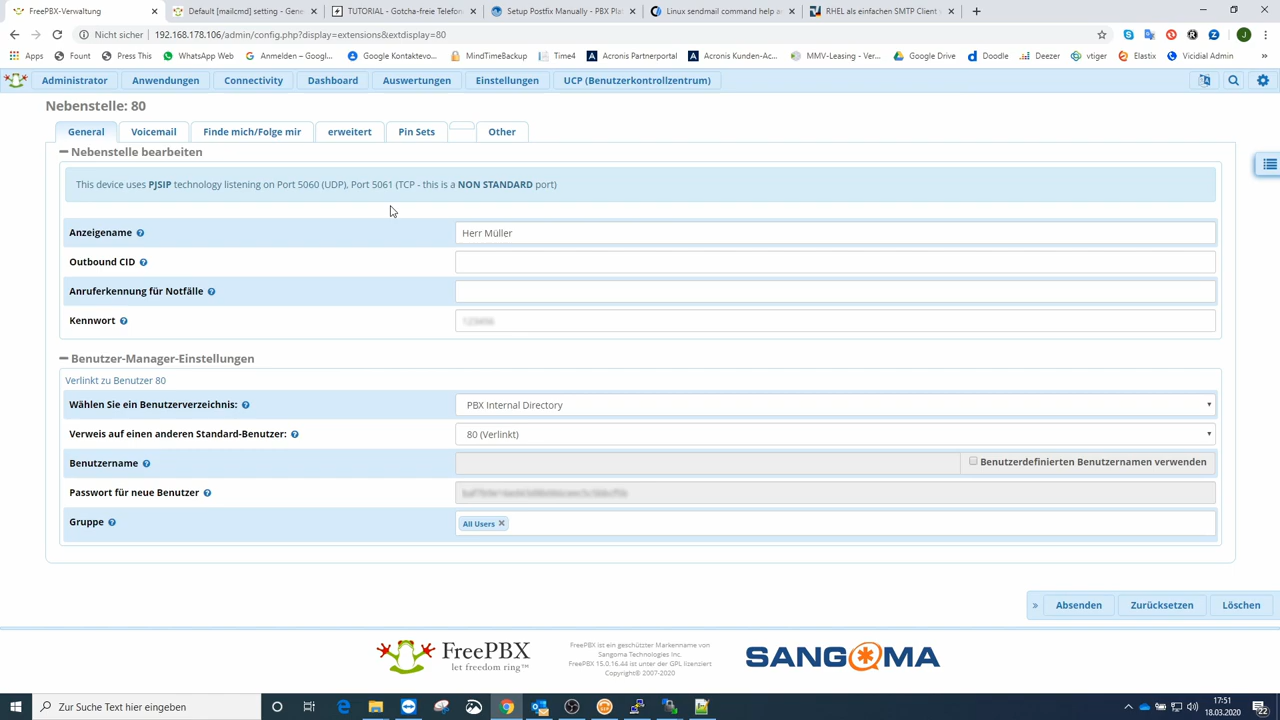 FreePBX-Verwaltung
Default [mailcmd] setting - Gene
TUTORIAL - Gotcha-freie Telefon
Setup Postfix Manually - PBX Pla
Linux sendmail command help a
RHEL als einfachen SMTP Client
Nicht sicher 192.168.178.106/admin/config.php?display=extensions&extdisplay=80
Apps Fount Press This WhatsApp Web Anmelden – Googl... Google Kontaktevo... MindTimeBackup: Time4 Acronis Partnerportal Acronis Kunden-Ac... MMV-Leasing - Ver... Google Drive Doodle Deezer vtiger Elastix Vicidial Admin
Administrator Anwendungen Connectivity Dashboard Auswertungen Einstellungen UCP (Benutzerkontrollzentrum)
Nebenstelle: 80
General Voicemail Finde mich/Folge mir erweitert Pin Sets Other
Nebenstelle bearbeiten
This device uses PJSIP technology listening on Port 5060 (UDP), Port 5061 (TCP - this is a NON STANDARD port)
Anzeigename Herr Müller
Outbound CID
Anruferkennung für Notfälle
Kennwort
Benutzer-Manager-Einstellungen
Verlinkt zu Benutzer 80
Wählen Sie ein Benutzerverzeichnis: PBX Internal Directory
Verweis auf einen anderen Standard-Benutzer: 80 (Verlinkt)
Benutzername Benutzerdefinierten Benutzernamen verwenden
Passwort für neue Benutzer
Gruppe All Users
» Absenden Zurücksetzen Löschen
FreePBX
let freedom ring™
FreePBX ist ein geschützter Markenname von
Sangoma Technologies Inc.
FreePBX 15.0.16.44 ist unter der GPL lizenziert
Copyright© 2007-2020
SANGOMA
Zur Suche Text hier eingeben
17:51
18.03.2020
22